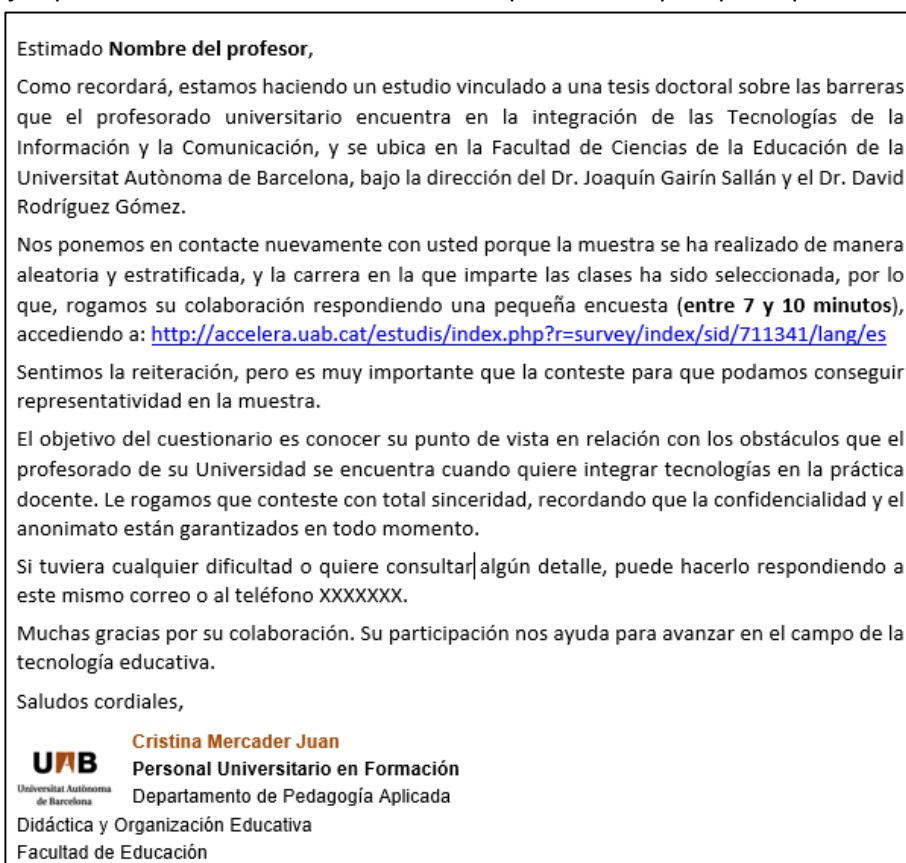 Estimado Nombre del profesor,
Como recordará, estamos haciendo un estudio vinculado a una tesis doctoral sobre las barreras
que el profesorado universitario encuentra en la integración de las Tecnologías de la
Información y la Comunicación, y se ubica en la Facultad de Ciencias de la Educación de la
Universitat Autònoma de Barcelona, bajo la dirección del Dr. Joaquín Gairín Sallán y el Dr. David
Rodríguez Gómez.
Nos ponemos en contacte nuevamente con usted porque la muestra se ha realizado de manera
aleatoria y estratificada, y la carrera en la que imparte las clases ha sido seleccionada, por lo
que, rogamos su colaboración respondiendo una pequeña encuesta (entre 7 y 10 minutos),
accediendo a: http://accelera.uab.cat/estudis/index.php?r=survey/index/sid/711341/lang/es
Sentimos la reiteración, pero es muy importante que la conteste para que podamos conseguir
representatividad en la muestra.
El objetivo del cuestionario es conocer su punto de vista en relación con los obstáculos que el
profesorado de su Universidad se encuentra cuando quiere integrar tecnologías en la práctica
docente. Le rogamos que conteste con total sinceridad, recordando que la confidencialidad y el
anonimato están garantizados en todo momento.
Si tuviera cualquier dificultad o quiere consultar algún detalle, puede hacerlo respondiendo a
este mismo correo o al teléfono XXXXXXX.
Muchas gracias por su colaboración. Su participación nos ayuda para avanzar en el campo de la
tecnología educativa.
Saludos cordiales,
Cristina Mercader Juan
UAB
Personal Universitario en Formación
Universitat Autònoma
de Barcelona
Departamento de Pedagogía Aplicada
Didáctica y Organización Educativa
Facultad de Educación